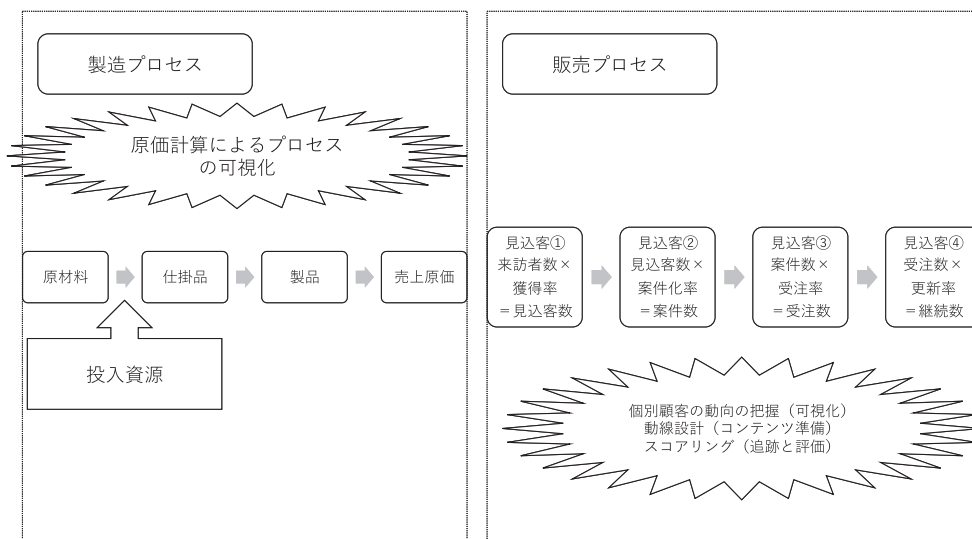 製造プロセス
原価計算によるプロセス
の可視化
原材料
仕掛品
製品
売上原価
投入資源
販売プロセス
見込客①
来訪者数×
獲得率
＝見込客数
見込客②
見込客数×
案件化率
＝案件数
見込客③
案件数×
受注率
＝受注数
見込客④
受注数×
更新率
＝継続数
個別顧客の動向の把握（可視化）
動線設計（コンテンツ準備）
スコアリング（追跡と評価）